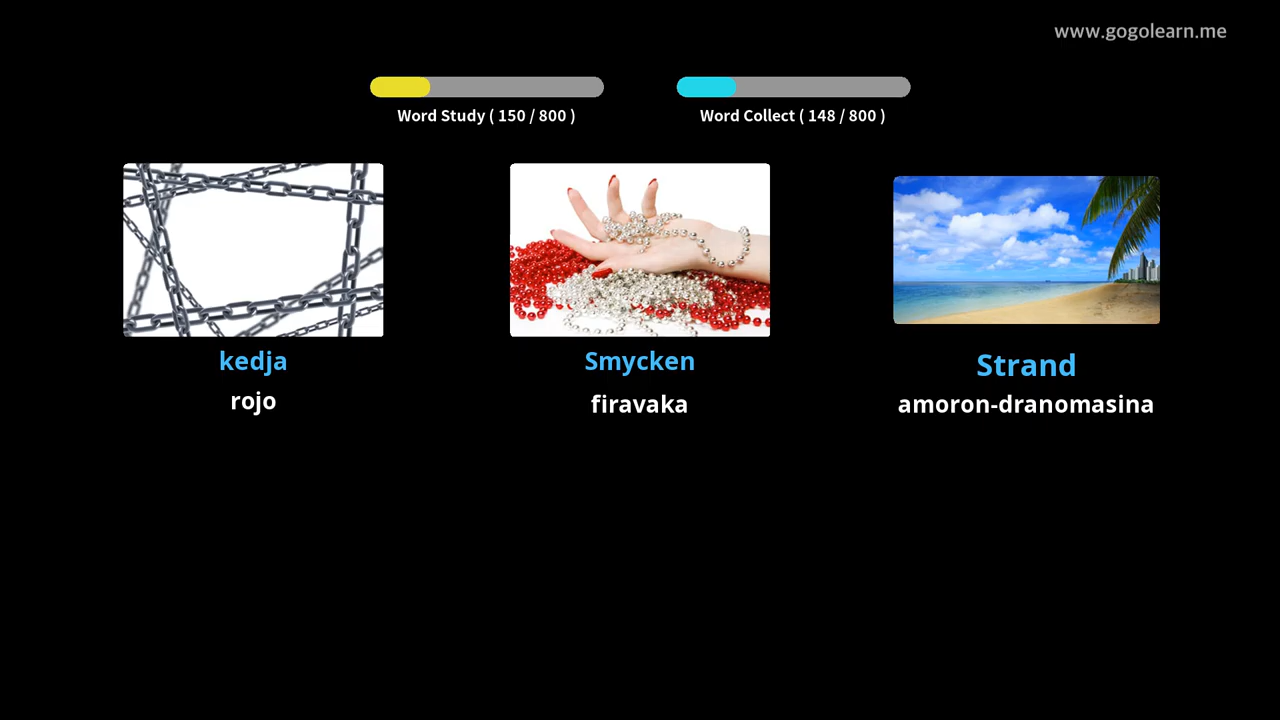 www.gogolearn.me
Word Study ( 150 / 800 )
Word Collect ( 148 / 800 )
kedja
Smycken
Strand
rojo
firavaka
amoron-dranomasina